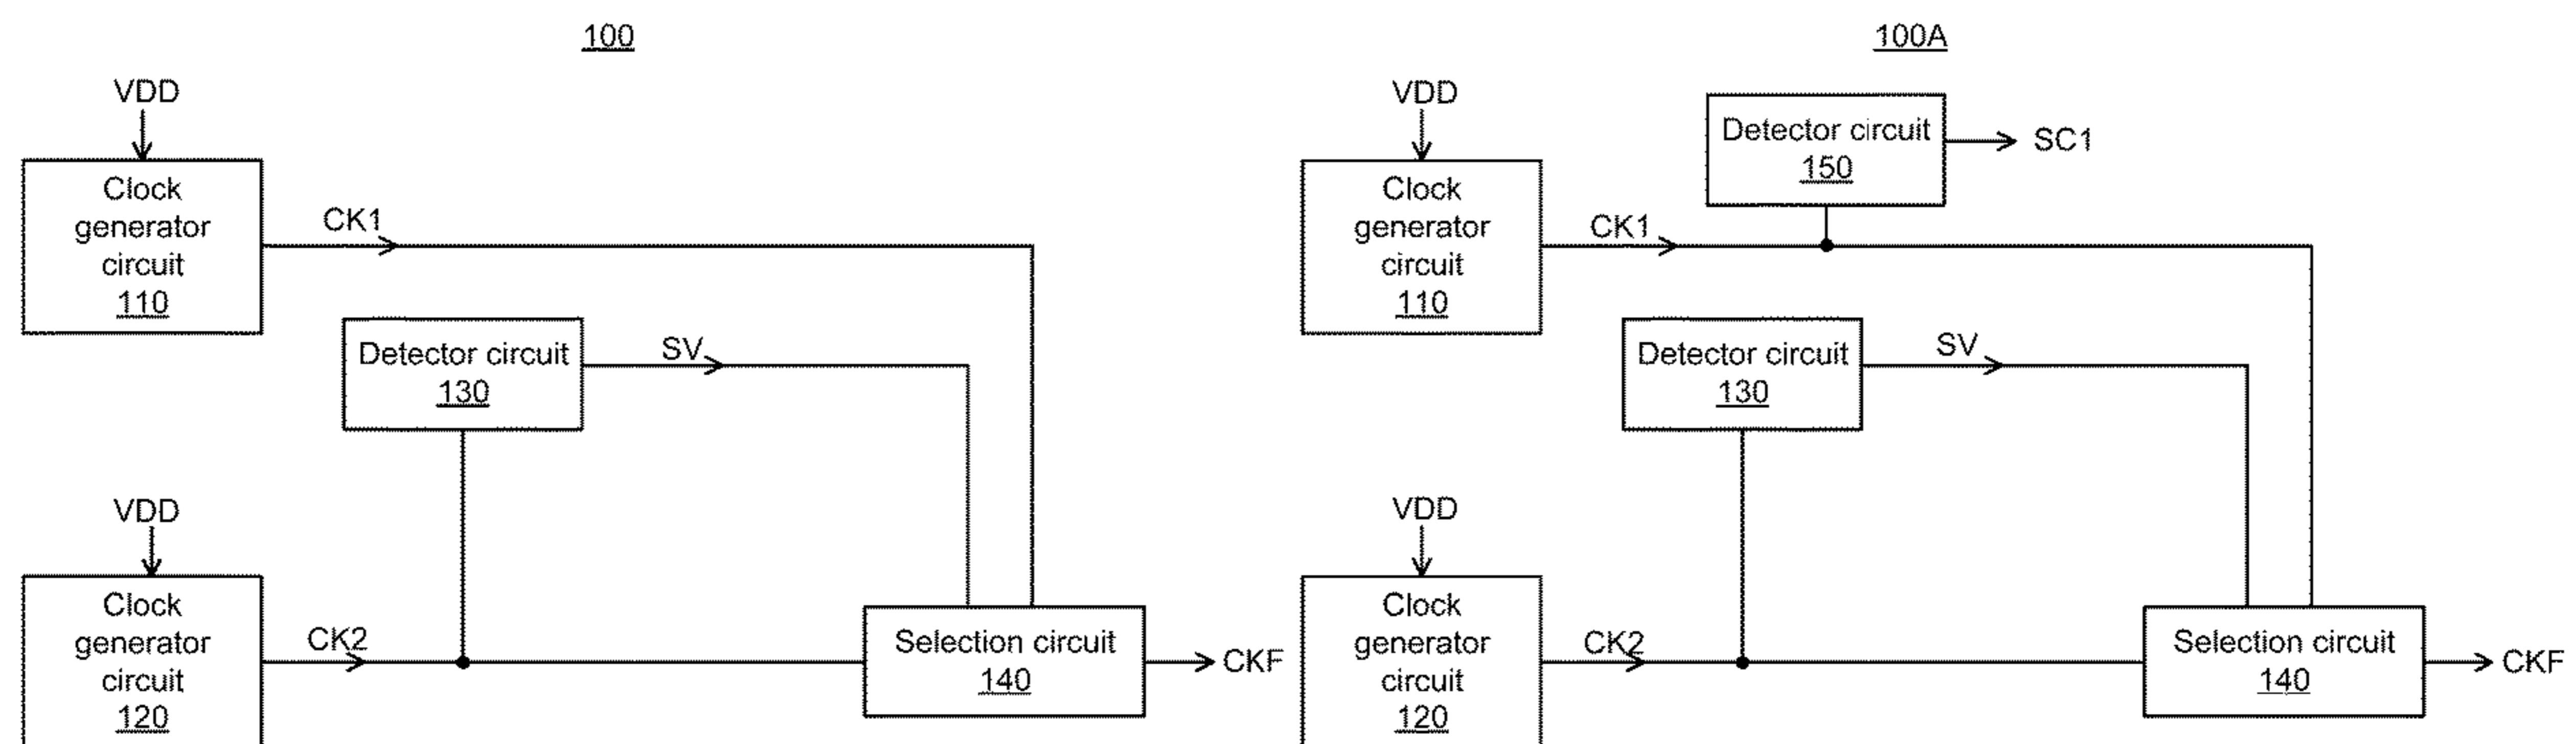 100
VDD
Clock
generator
circuit
110
CK1
Detector circuit
130
SV
VDD
Clock
generator
circuit
120
CK2
Selection circuit
140
CKF
100A
VDD
Clock
generator
circuit
110
CK1
Detector circuit
150
SC1
Detector circuit
130
SV
VDD
Clock
generator
circuit
120
CK2
Selection circuit
140
CKF